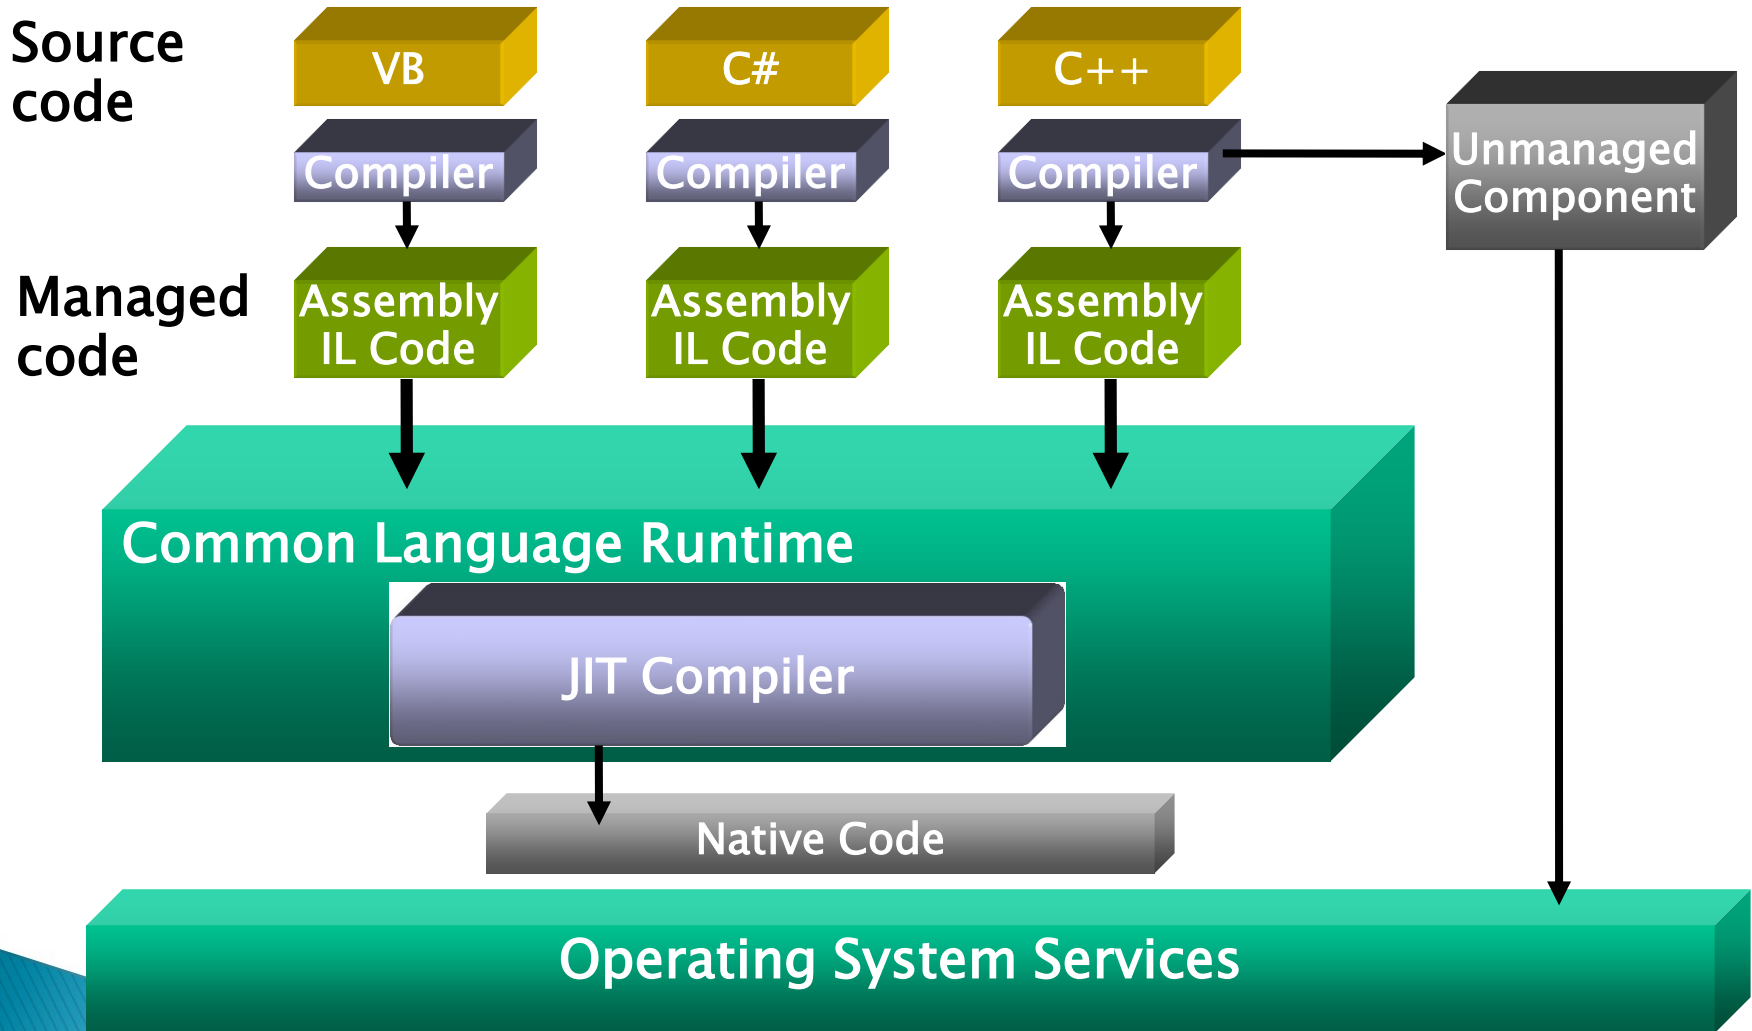 Source
code
VB
C#
C++
Compiler
Compiler
Compiler
Unmanaged
Component
Managed
code
Assembly
IL Code
Assembly
IL Code
Assembly
IL Code
Common Language Runtime
JIT Compiler
Native Code
Operating System Services